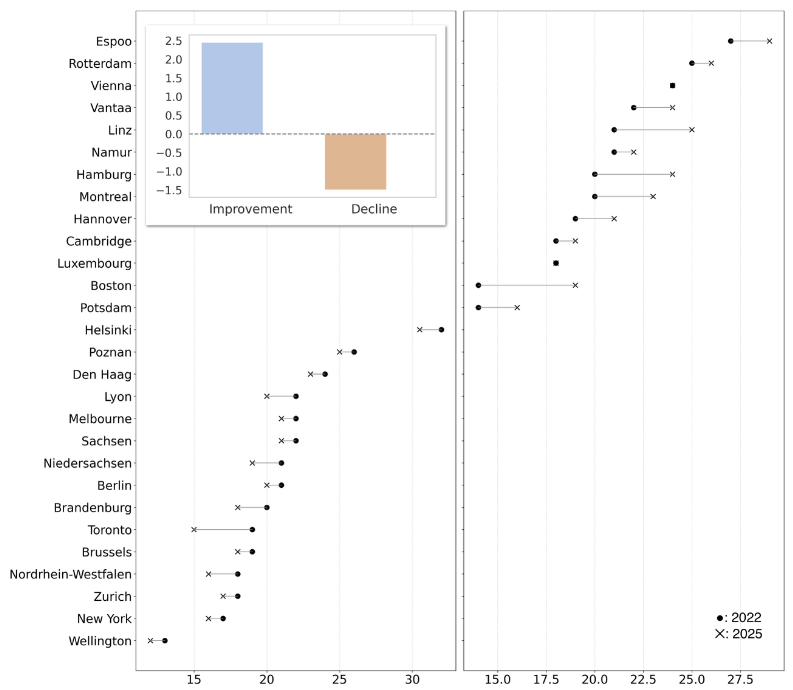 Espoo
Rotterdam
Vienna
Vantaa
Linz
Namur
Hamburg
Montreal
Hannover
Cambridge
Luxembourg
Boston
Potsdam
Helsinki
Poznan
Den Haag
Lyon
Melbourne
Sachsen
Niedersachsen
Berlin
Brandenburg
Toronto
Brussels
Nordrhein-Westfalen
Zurich
New York
Wellington
2.5
2.0
1.5
1.0
0.5
0.0
−0.5
−1.0
−1.5
Improvement Decline
●: 2022
×: 2025
15 20 25 30
15.0 17.5 20.0 22.5 25.0 27.5